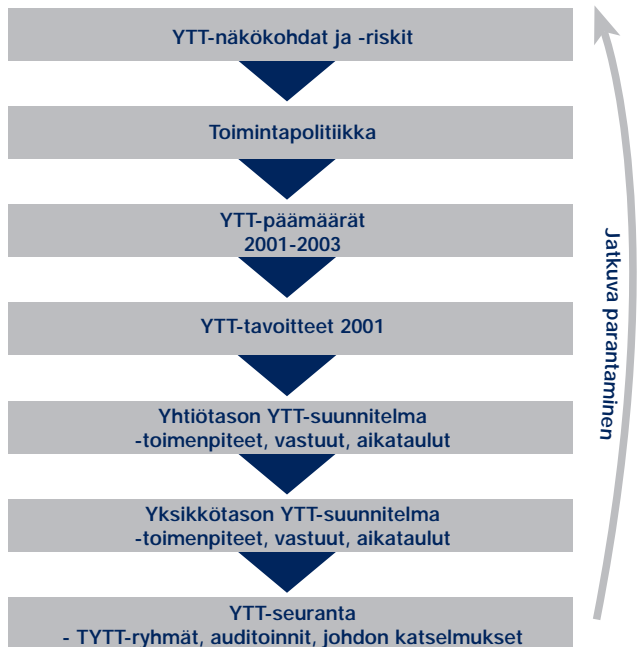 YTT-näkökohdat ja -riskit
Toimintapolitiikka
YTT-päämäärät
2001-2003
YTT-tavoitteet 2001
Yhtiötason YTT-suunnitelma
-toimenpiteet, vastuut, aikataulut
Yksikkötason YTT-suunnitelma
-toimenpiteet, vastuut, aikataulut
YTT-seuranta
- TYTT-ryhmät, auditoinnit, johdon katselmukset
Jatkuva parantaminen